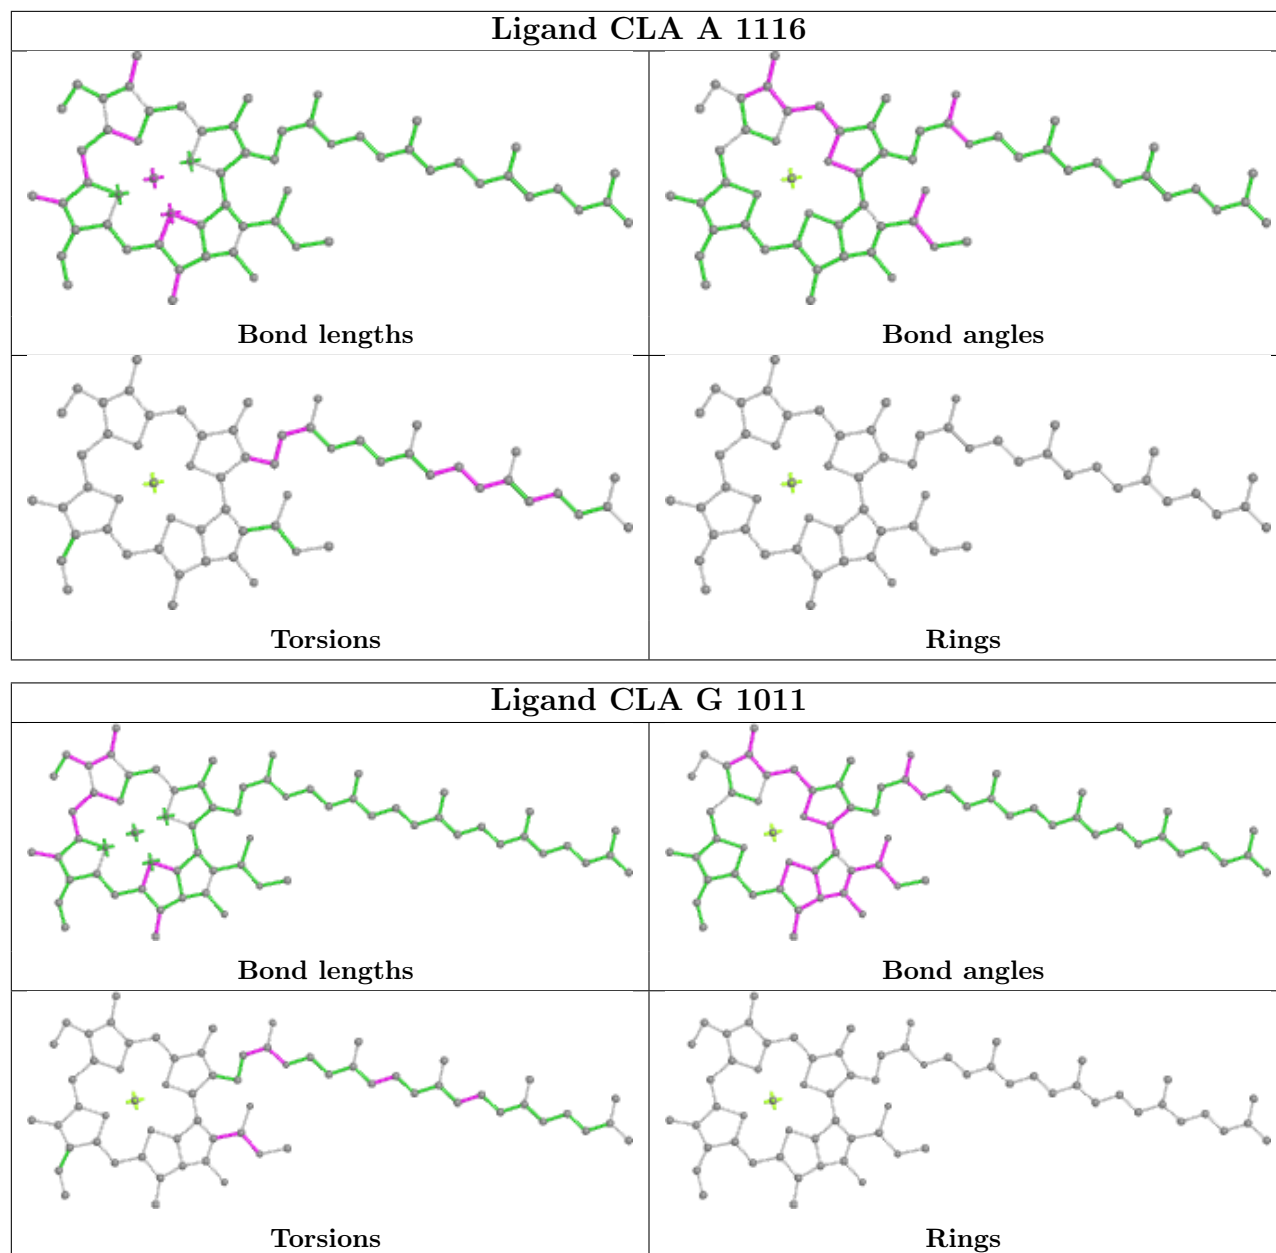 Ligand CLA A 1116
Bond lengths
Bond angles
Torsions
Rings
Ligand CLA G 1011
Bond lengths
Bond angles
Torsions
Rings